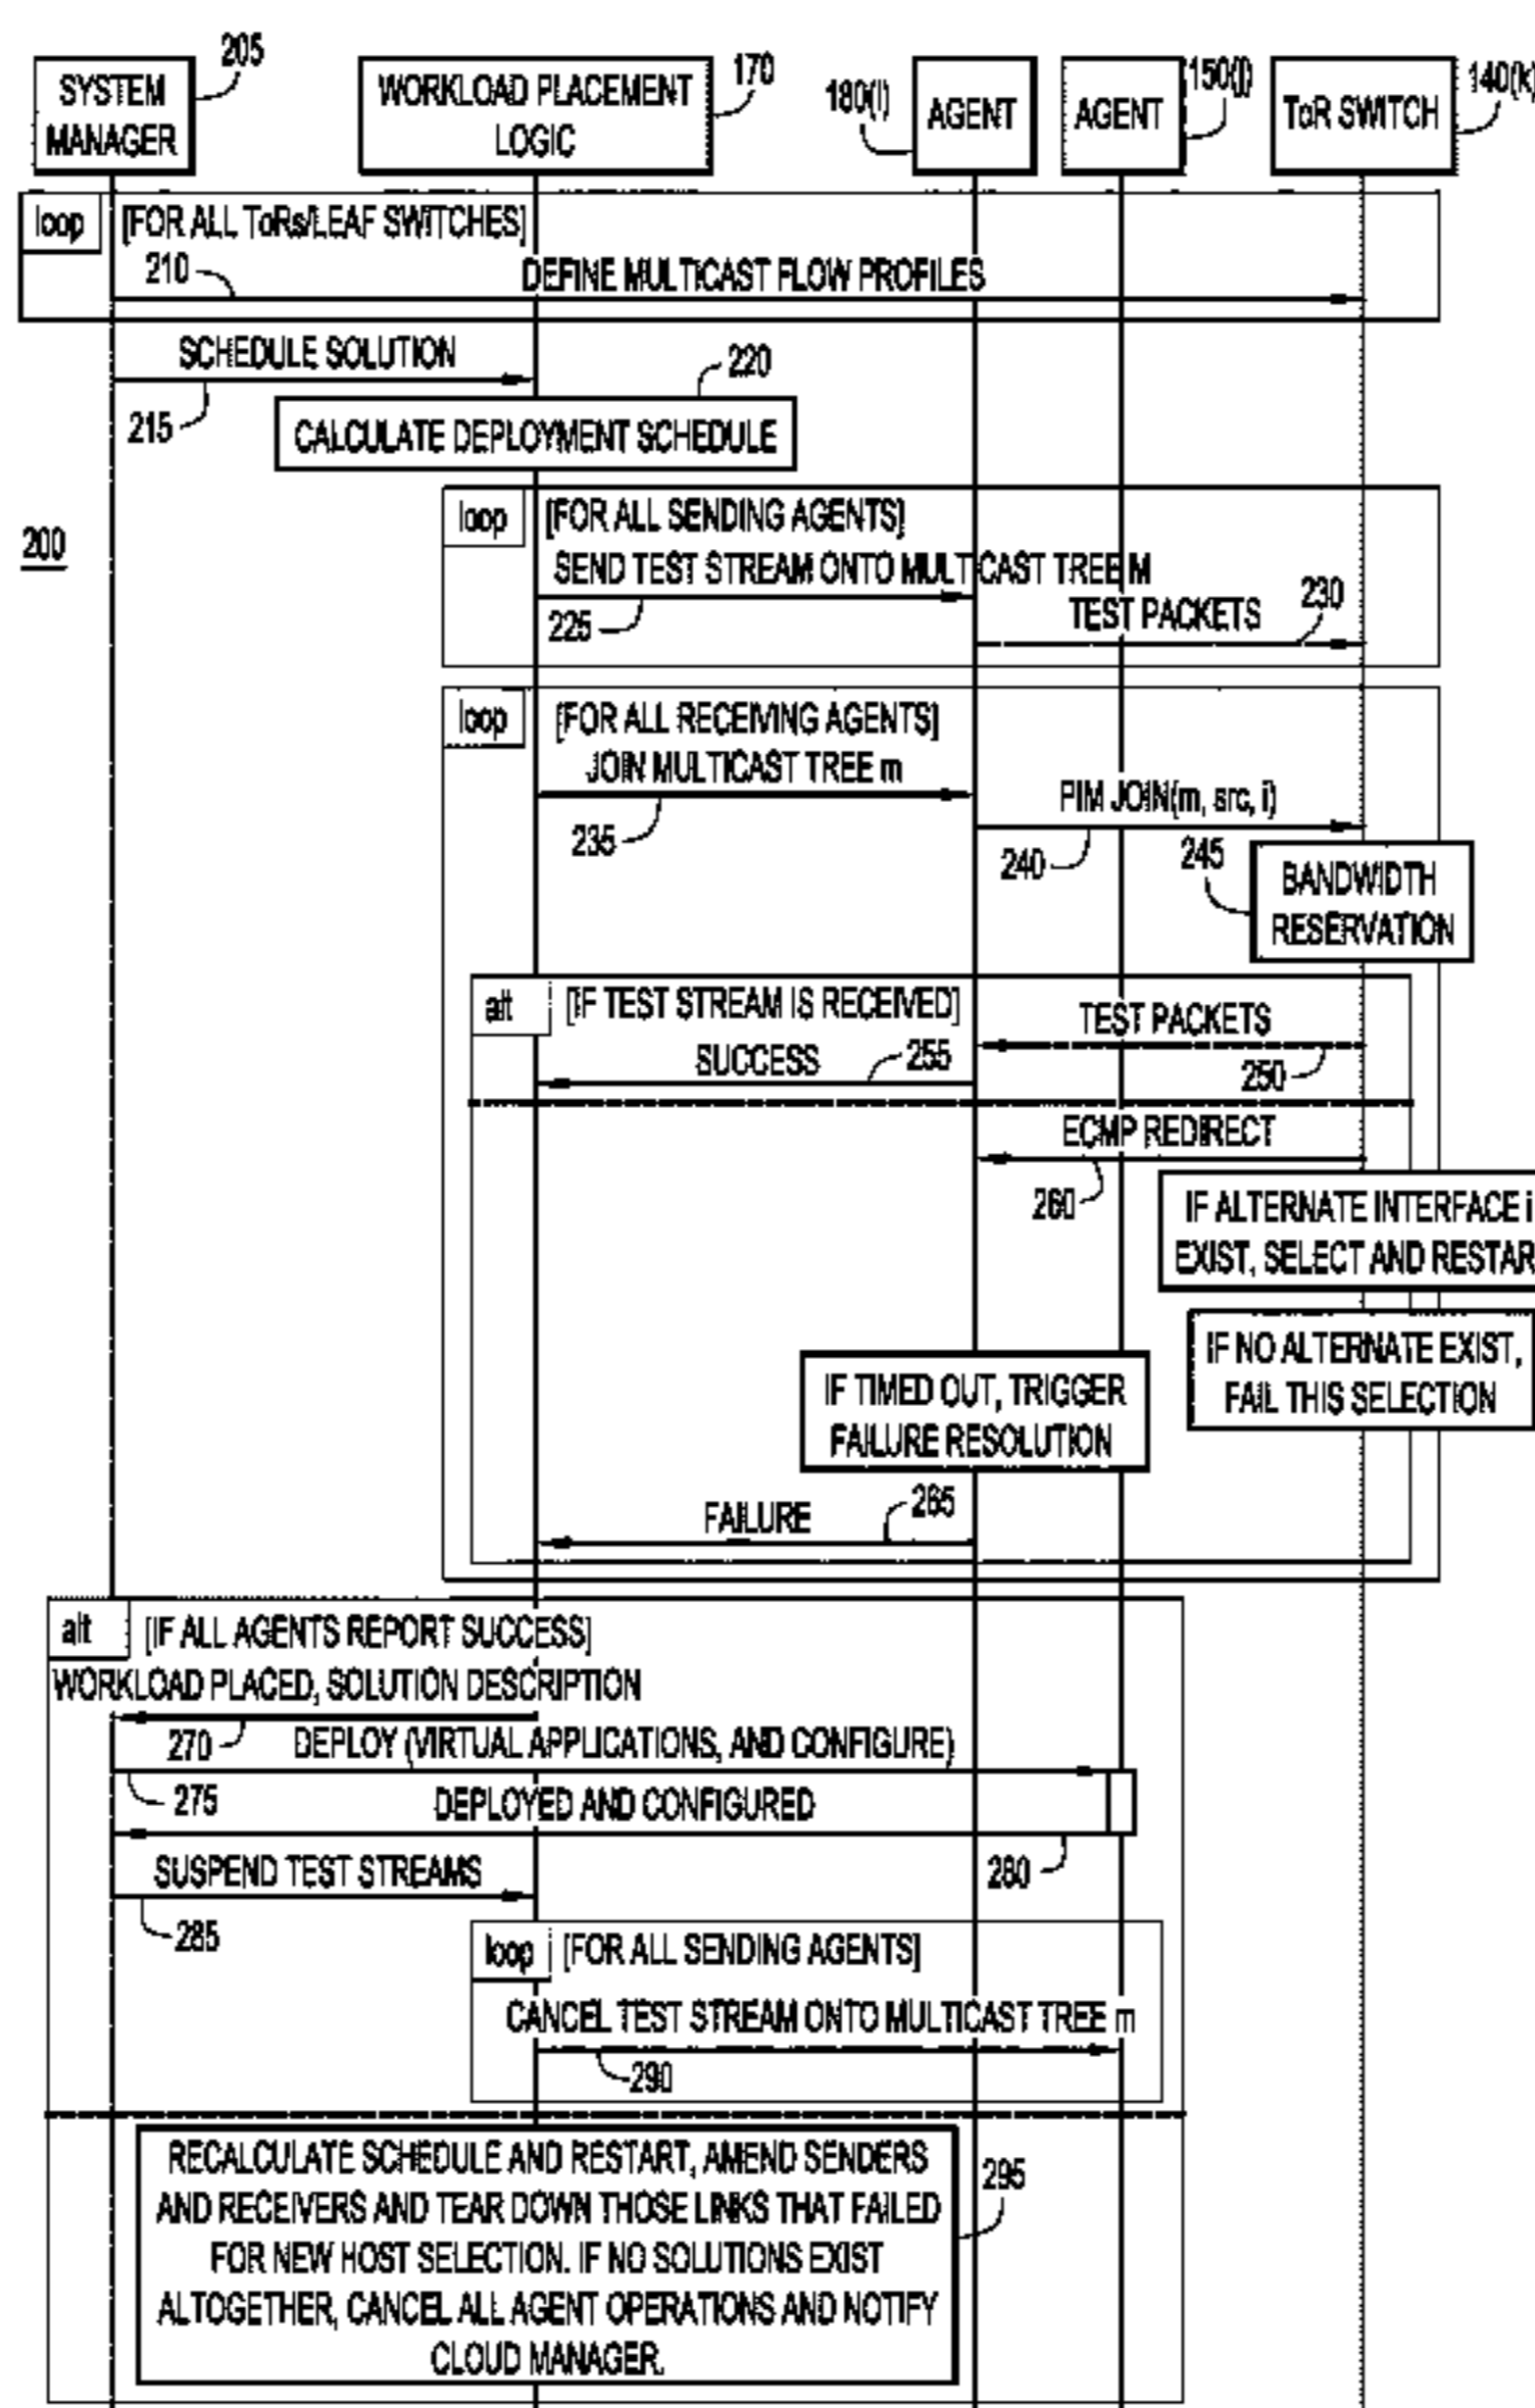 205
SYSTEM
MANAGER
WORKLOAD PLACEMENT
LOGIC
170
180(i)
AGENT
AGENT
150(j)
ToR SWITCH
140(k)
loop
[FOR ALL ToRs/LEAF SWITCHES]
210
DEFINE MULTICAST FLOW PROFILES
SCHEDULE SOLUTION
215
220
CALCULATE DEPLOYMENT SCHEDULE
200
loop
[FOR ALL SENDING AGENTS]
SEND TEST STREAM ONTO MULTICAST TREE M
225
TEST PACKETS
230
loop
[FOR ALL RECEIVING AGENTS]
JOIN MULTICAST TREE m
235
PIM JOIN(m, src, i)
240
245
BANDWIDTH
RESERVATION
alt
[IF TEST STREAM IS RECEIVED]
TEST PACKETS
250
SUCCESS
255
ECMP REDIRECT
260
IF ALTERNATE INTERFACE i
EXIST, SELECT AND RESTAR
IF NO ALTERNATE EXIST,
FAIL THIS SELECTION
IF TIMED OUT, TRIGGER
FAILURE RESOLUTION
FAILURE
265
alt
[IF ALL AGENTS REPORT SUCCESS]
WORKLOAD PLACED, SOLUTION DESCRIPTION
270
DEPLOY (VIRTUAL APPLICATIONS, AND CONFIGURE)
275
DEPLOYED AND CONFIGURED
280
SUSPEND TEST STREAMS
285
loop
[FOR ALL SENDING AGENTS]
CANCEL TEST STREAM ONTO MULTICAST TREE m
290
RECALCULATE SCHEDULE AND RESTART, AMEND SENDERS
AND RECEIVERS AND TEAR DOWN THOSE LINKS THAT FAILED
FOR NEW HOST SELECTION. IF NO SOLUTIONS EXIST
ALTOGETHER, CANCEL ALL AGENT OPERATIONS AND NOTIFY
CLOUD MANAGER.
295